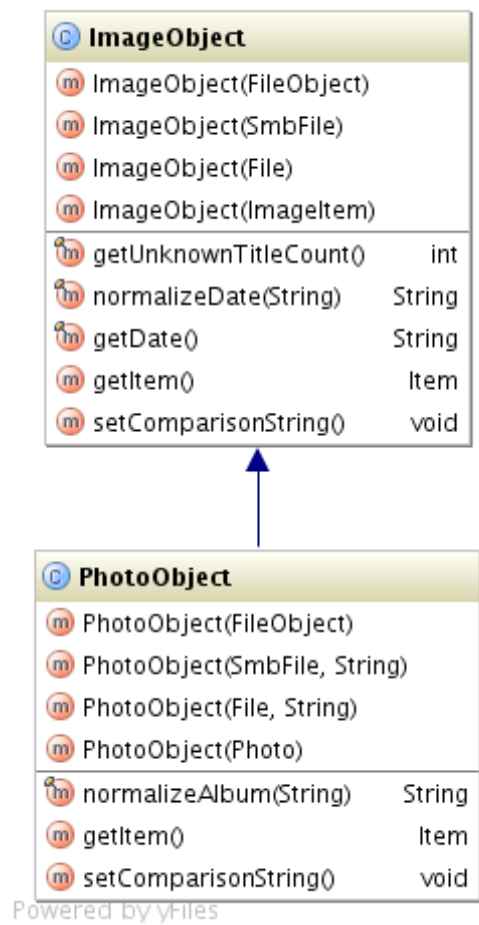 C ImageObject
m ImageObject(FileObject)
m ImageObject(SmbFile)
m ImageObject(File)
m ImageObject(ImageItem)
m getUnknownTitleCount() int
m normalizeDate(String) String
m getDate() String
m getItem() Item
m setComparisonString() void
C PhotoObject
m PhotoObject(FileObject)
m PhotoObject(SmbFile, String)
m PhotoObject(File, String)
m PhotoObject(Photo)
m normalizeAlbum(String) String
m getItem() Item
m setComparisonString() void
Powered by yFiles